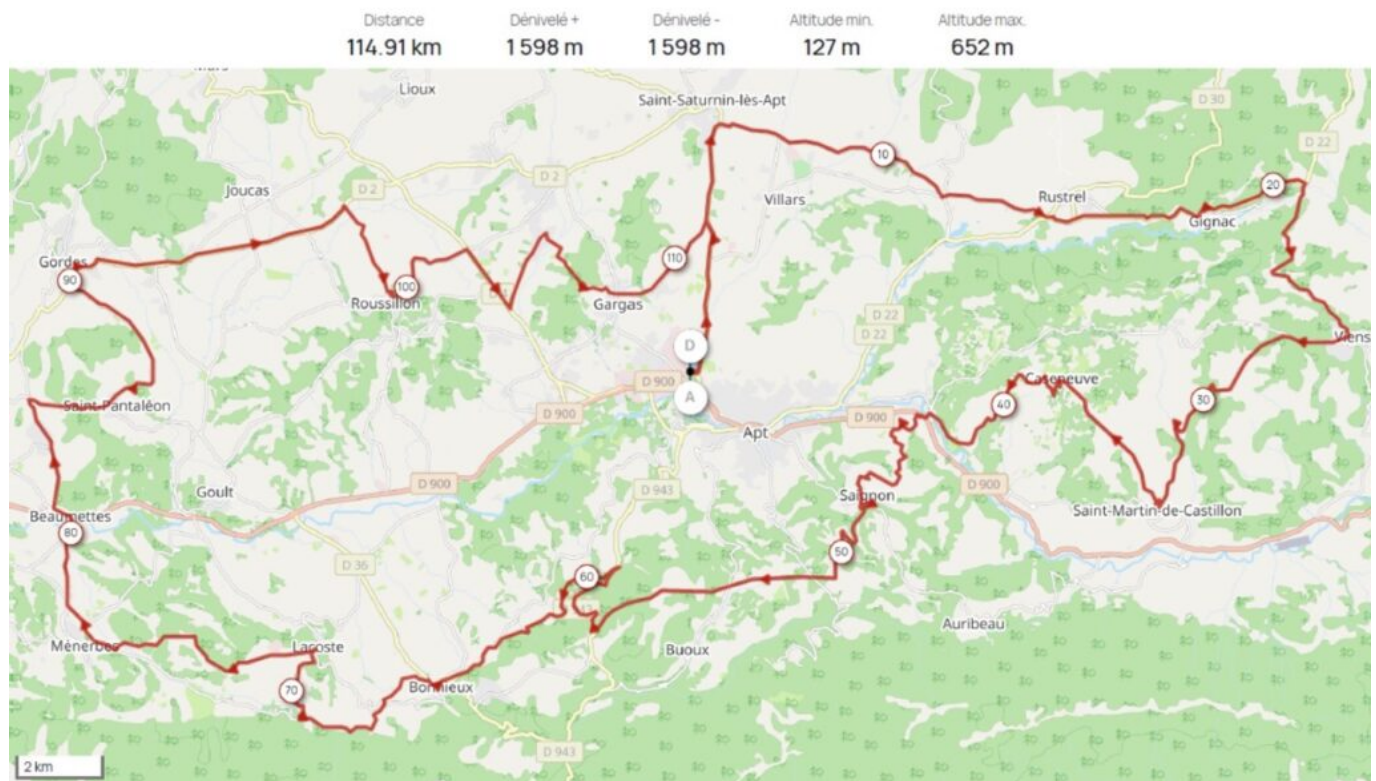 Distance
Dénivelé +
Dénivelé -
Altitude min.
Altitude max.
114.91 km
1 598 m
1 598 m
127 m
652 m
Lioux
Saint-Saturnin-lès-Apt
D 30
D 22
10
D 2
D 2
Joucas
Villars
Rustrel
20
Gignac
Gordes
90
110
100
Roussillon
Gargas
D 22
D 22
Viens
D
D 900
A
Caseneuve
30
40
Saint-Pantaléon
D 900
D 900
Apt
D 900
Goult
D 943
Saignon
D 900
Saint-Martin-de-Castillon
Beaumettes
80
50
D 36
60
Auribeau
Ménerbes
Lacoste
Buoux
70
Bonnieux
D 943
2 km